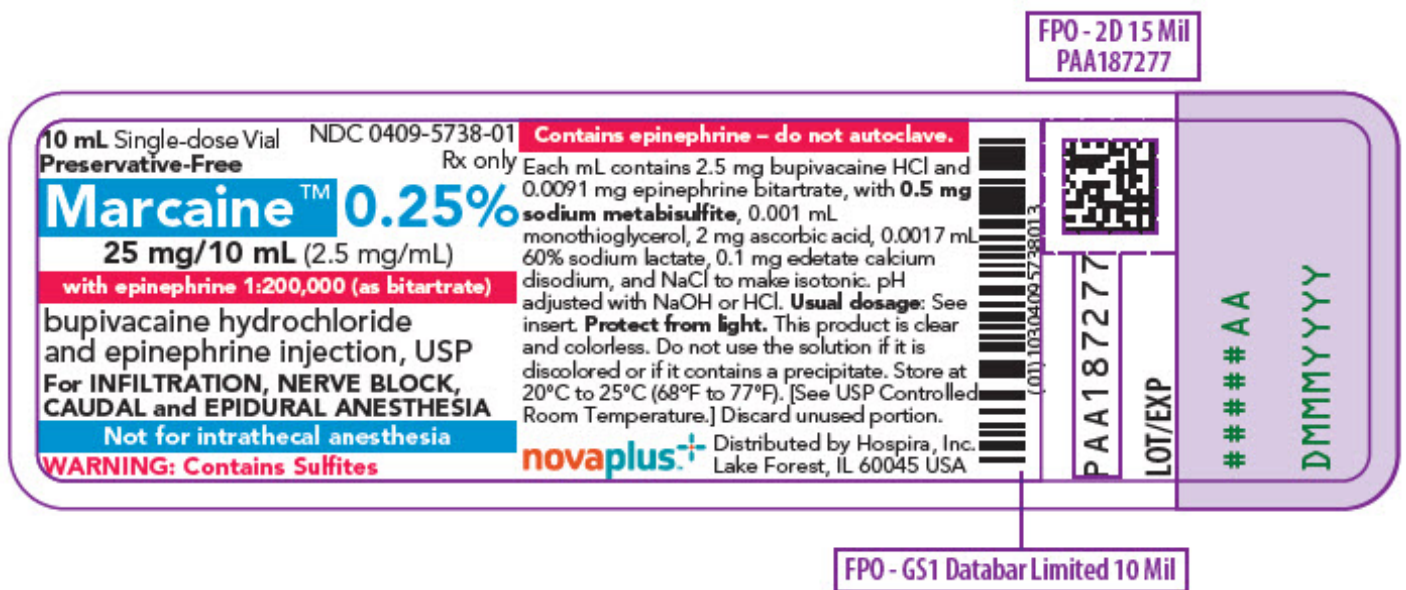 FPO - 2D 15 Mil
PAA187277
10 mL Single-dose Vial NDC 0409-5738-01
Preservative-Free Rx only
Marcaine™ 0.25%
25 mg/10 mL (2.5 mg/mL)
with epinephrine 1:200,000 (as bitartrate)
bupivacaine hydrochloride
and epinephrine injection, USP
For INFILTRATION, NERVE BLOCK,
CAUDAL and EPIDURAL ANESTHESIA
Not for intrathecal anesthesia
WARNING: Contains Sulfites
Contains epinephrine – do not autoclave.
Each mL contains 2.5 mg bupivacaine HCl and
0.0091 mg epinephrine bitartrate, with 0.5 mg
sodium metabisulfite, 0.001 mL
monothioglycerol, 2 mg ascorbic acid, 0.0017 mL
60% sodium lactate, 0.1 mg edetate calcium
disodium, and NaCl to make isotonic. pH
adjusted with NaOH or HCl. Usual dosage: See
insert. Protect from light. This product is clear
and colorless. Do not use the solution if it is
discolored or if it contains a precipitate. Store at
20°C to 25°C (68°F to 77°F). [See USP Controlled
Room Temperature.] Discard unused portion.
novaplus™
Distributed by Hospira, Inc.
Lake Forest, IL 60045 USA
(01)10304095738013
PAA187277
LOT/EXP
#####AA
DMMMYYYY
FPO - GS1 Databar Limited 10 Mil